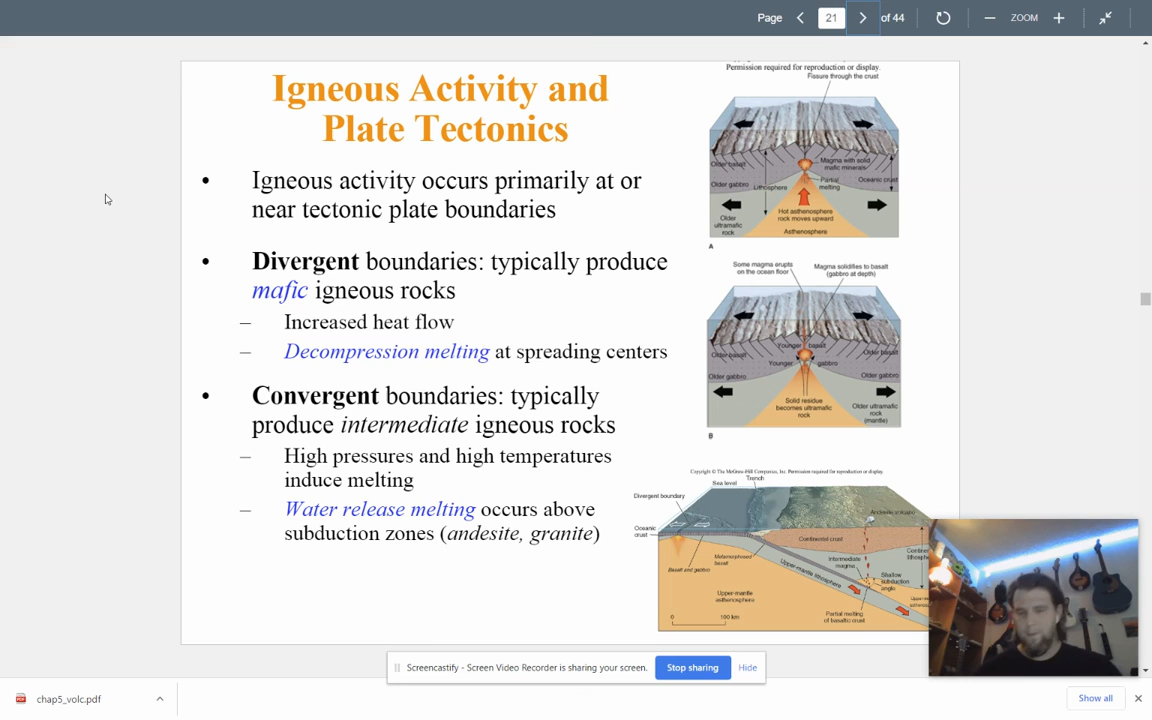 Page 21 of 44 ZOOM
Igneous Activity and
Plate Tectonics
• Igneous activity occurs primarily at or
near tectonic plate boundaries
• Divergent boundaries: typically produce
mafic igneous rocks
– Increased heat flow
– Decompression melting at spreading centers
• Convergent boundaries: typically
produce intermediate igneous rocks
– High pressures and high temperatures
induce melting
– Water release melting occurs above
subduction zones (andesite, granite)
Permission required for reproduction or display.
Fissure through the crust
Older basalt
Magma with solid
mafic minerals
Older gabbro
Lithosphere
Partial
melting
Oceanic crust
Hot asthenosphere
rock moves upward
Older
ultramafic
rock
Asthenosphere
A
Some magma erupts
on the ocean floor
Magma solidifies to basalt
(gabbro at depth)
Younger basalt
Older basalt
Older basalt
Younger gabbro
Older gabbro
Older gabbro
Solid residue
becomes ultramafic
rock
Older ultramafic
rock
(mantle)
B
Copyright © The McGraw-Hill Companies, Inc. Permission required for reproduction or display.
Trench
Sea level
Divergent boundary
Andesite volcano
Oceanic
crust
Continental crust
Metamorphosed
basalt
Intermediate
magma
Basalt and gabbro
Upper-mantle lithosphere
Shallow
subduction
angle
Upper-mantle
asthenosphere
0 100 km
Partial melting
of basaltic crust
Screencastify - Screen Video Recorder is sharing your screen. Stop sharing Hide
chap5_volc.pdf
Show all